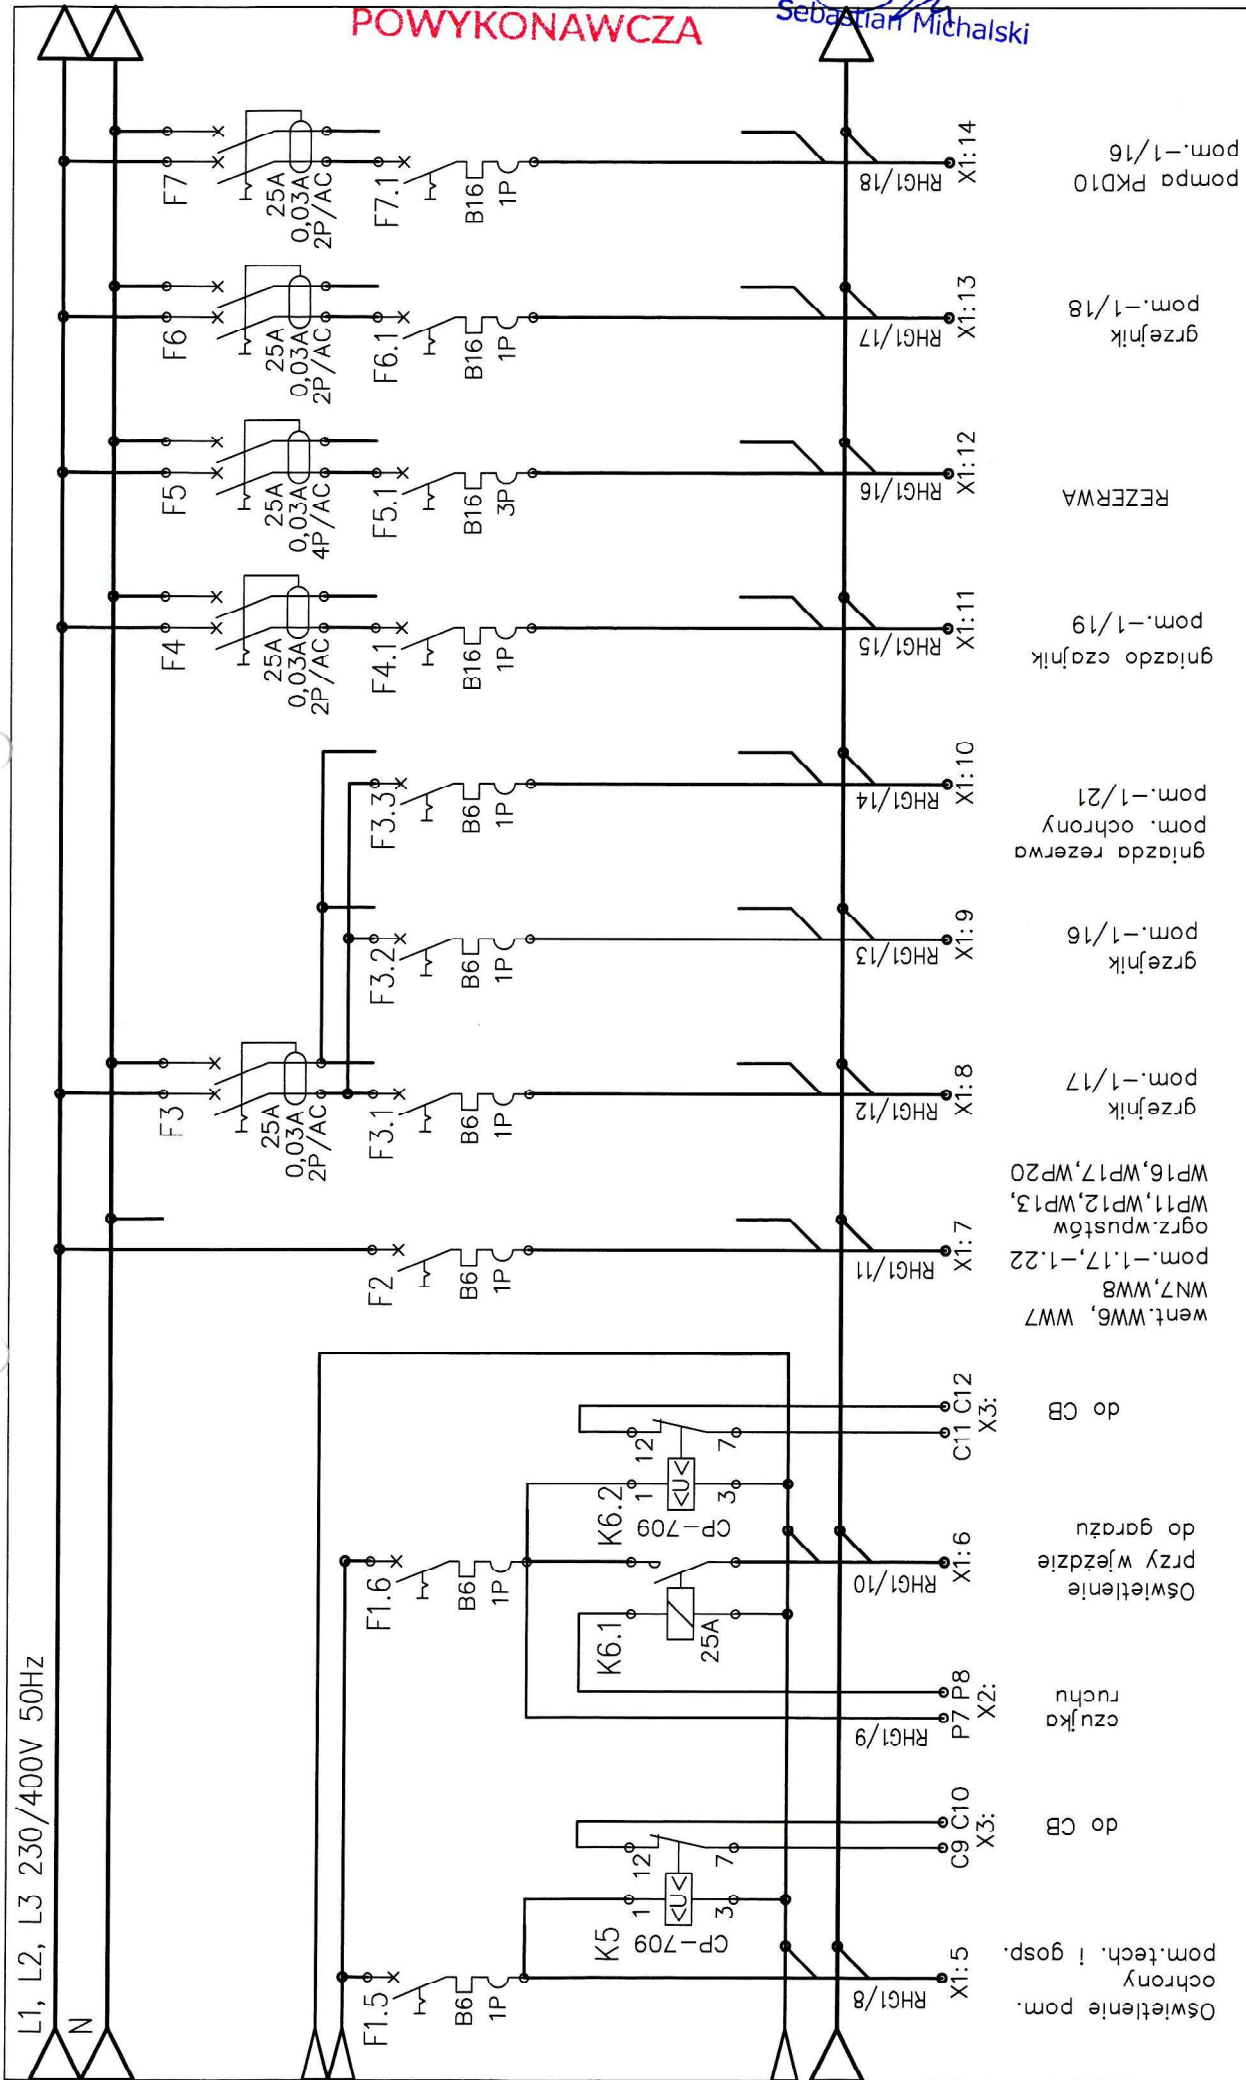 POWYKONAWCZA
Sebastian Michalski
L1, L2, L3 230/400V 50Hz
N
F1.5
B6
1P
K5
1
3
12
7
CP-709
RHG1/8
X1:5
Oświetlenie pom.
ochrony
pom.tech. i gosp.
C9 C10
X3:
do CB
RHG1/9
P7 P8
X2:
czujka
ruchu
F1.6
B6
1P
K6.1
25A
K6.2
1
3
12
7
CP-709
RHG1/10
X1:6
Oświetlenie
przy wjeździe
do garażu
C11 C12
X3:
do CB
F2
B6
1P
RHG1/11
X1:7
went.WW6, WW7
WN7,WW8
pom.-1.17,-1.22
ogrz.wpustów
WP11,WP12,WP13,
WP16,WP17,WP20
F3
25A
0,03A
2P/AC
F3.1
B6
1P
RHG1/12
X1:8
grzejnik
pom.-1/17
F3.2
B6
1P
RHG1/13
X1:9
grzejnik
pom.-1/16
F3.3
B6
1P
RHG1/14
X1:10
gniazda rezerwa
pom. ochrony
pom.-1/21
F4
25A
0,03A
2P/AC
F4.1
B16
1P
RHG1/15
X1:11
gniazdo czajnik
pom.-1/19
F5
25A
0,03A
4P/AC
F5.1
B16
3P
RHG1/16
X1:12
REZERWA
F6
25A
0,03A
2P/AC
F6.1
B16
1P
RHG1/17
X1:13
grzejnik
pom.-1/18
F7
25A
0,03A
2P/AC
F7.1
B16
1P
RHG1/18
X1:14
pompa PKD10
pom.-1/16